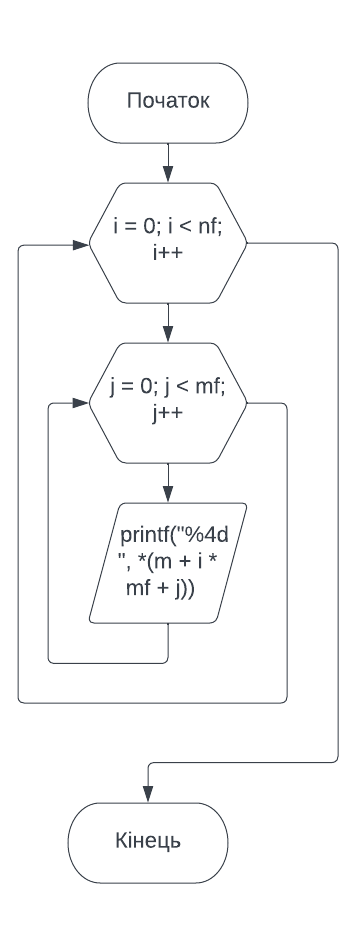 Початок
i = 0; i < nf;
i++
j = 0; j < mf;
j++
printf("%4d
", *(m + i *
mf + j))
Кінець